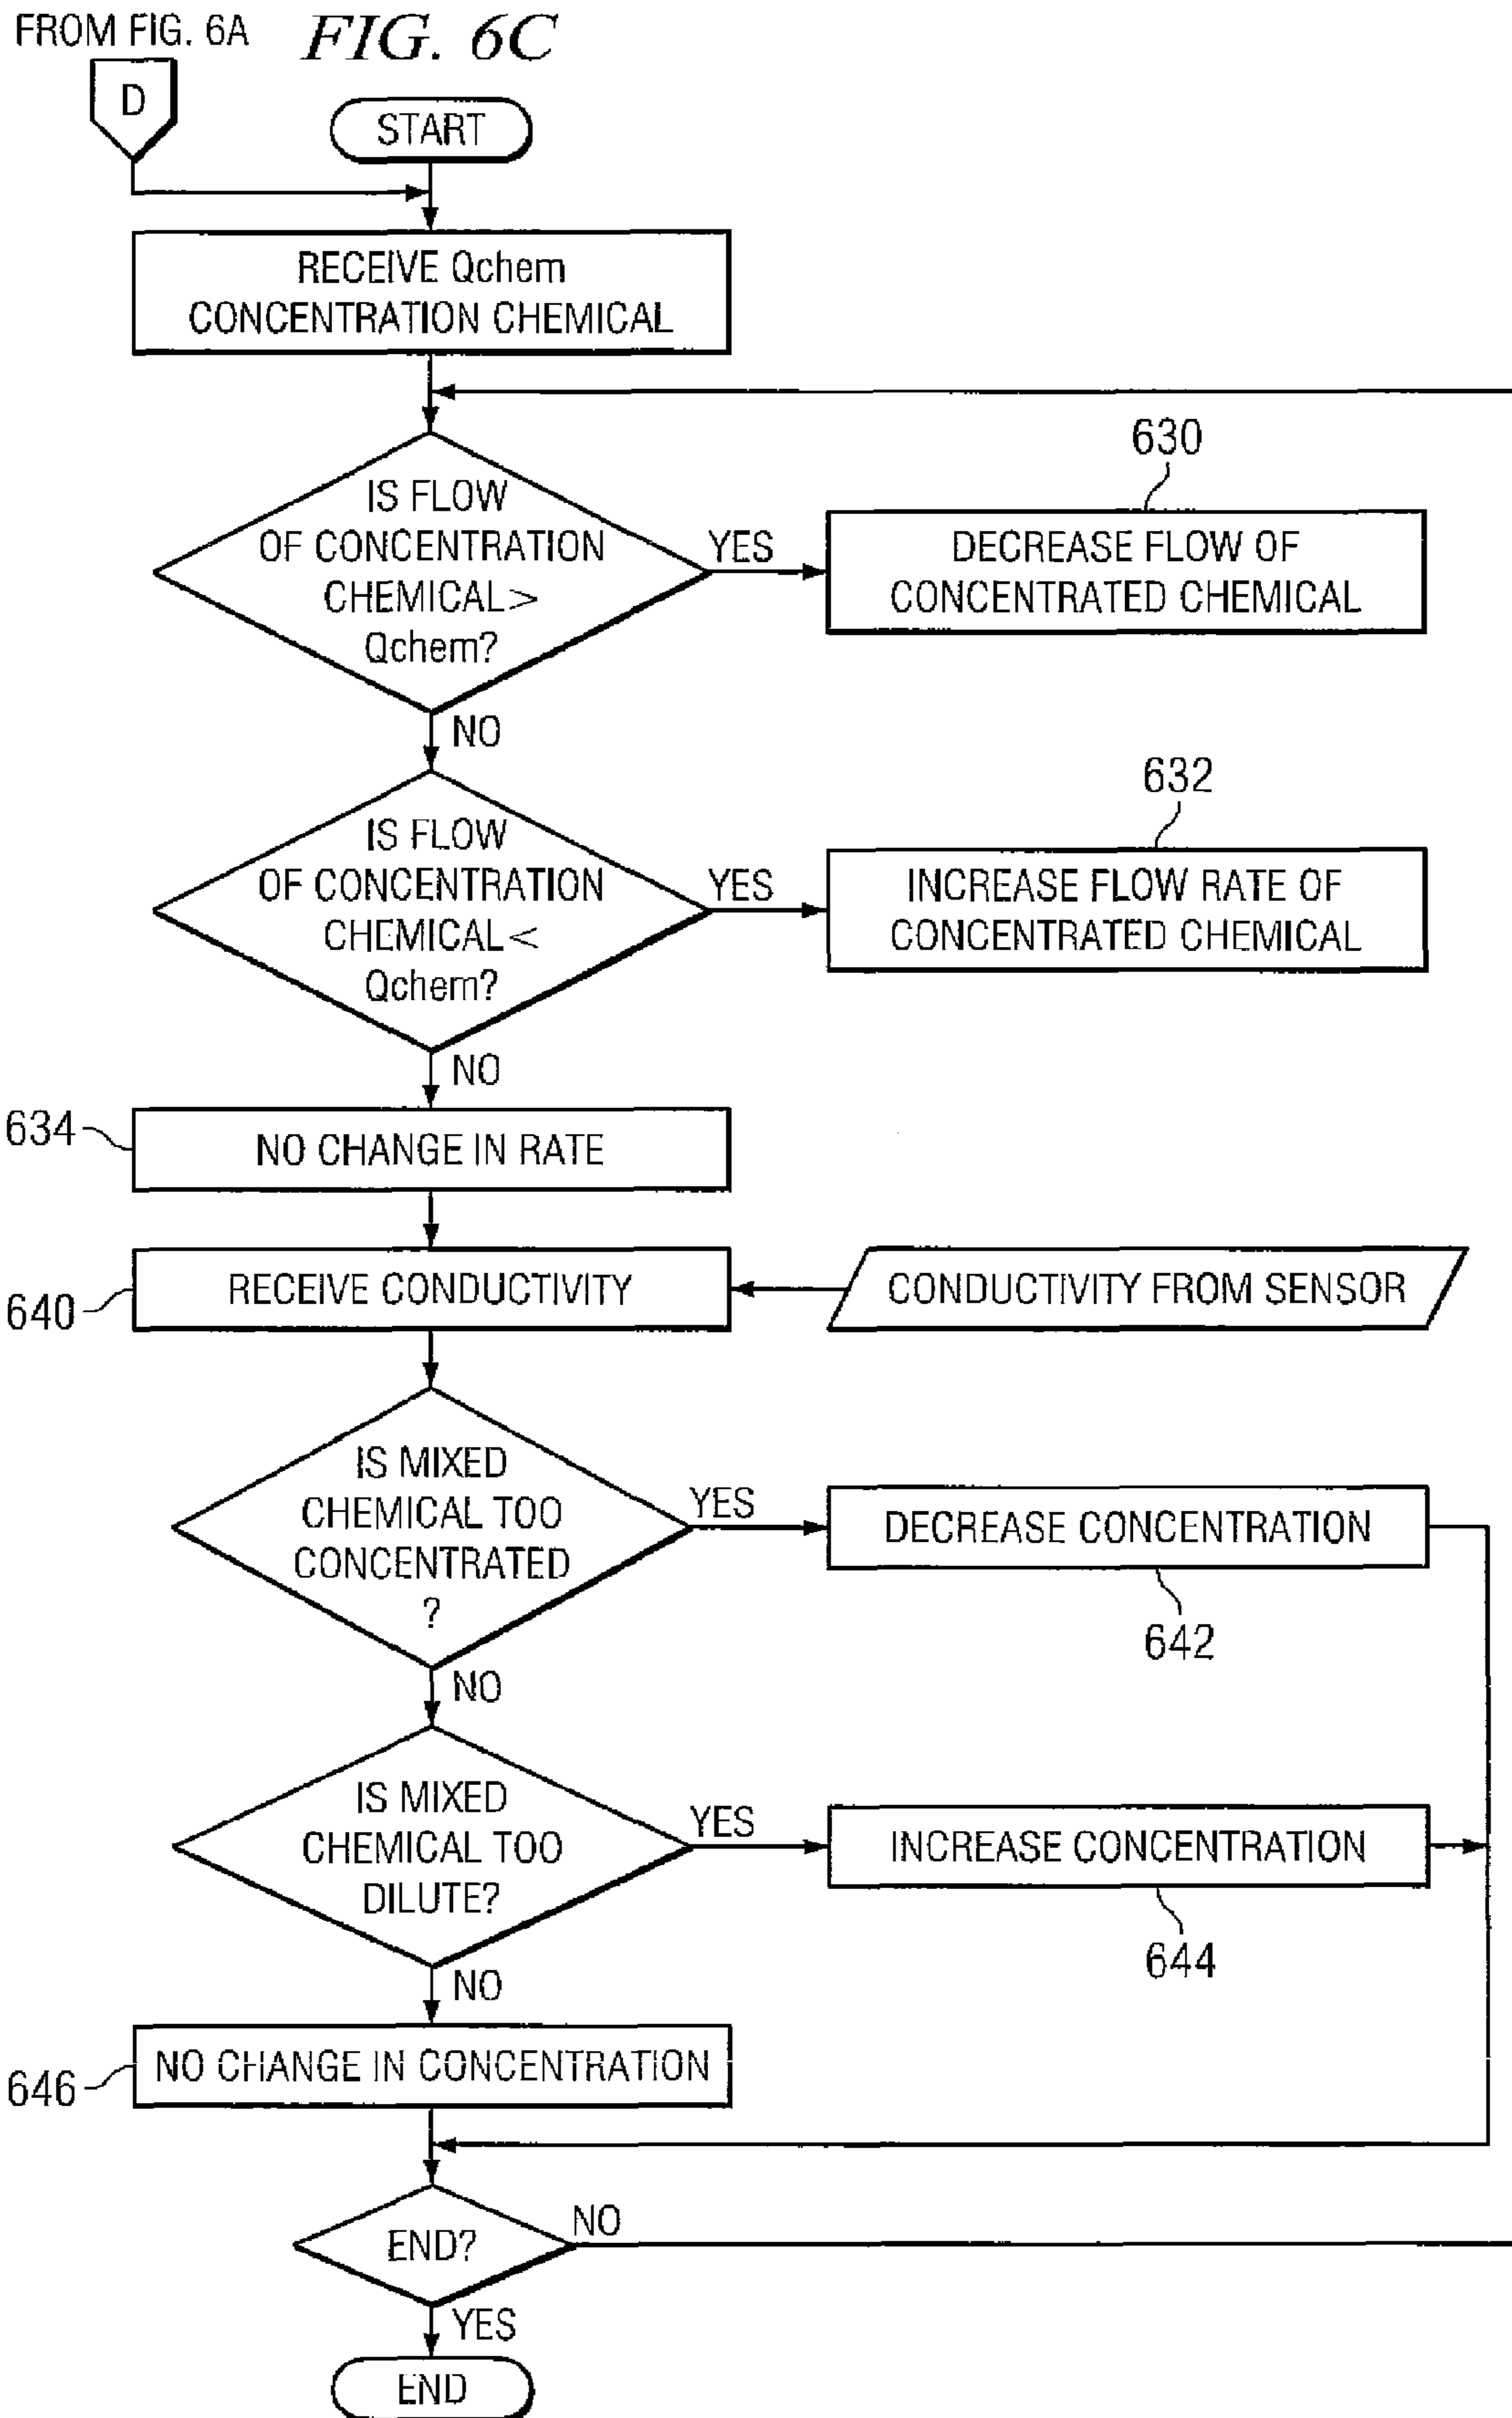 FROM FIG. 6A
FIG. 6C
D
START
RECEIVE Qchem
CONCENTRATION CHEMICAL
630
IS FLOW
OF CONCENTRATION
CHEMICAL>
Qchem?
YES
DECREASE FLOW OF
CONCENTRATED CHEMICAL
NO
632
IS FLOW
OF CONCENTRATION
CHEMICAL<
Qchem?
YES
INCREASE FLOW RATE OF
CONCENTRATED CHEMICAL
NO
634
NO CHANGE IN RATE
640
RECEIVE CONDUCTIVITY
CONDUCTIVITY FROM SENSOR
IS MIXED
CHEMICAL TOO
CONCENTRATED
?
YES
DECREASE CONCENTRATION
642
NO
IS MIXED
CHEMICAL TOO
DILUTE?
YES
INCREASE CONCENTRATION
644
NO
646
NO CHANGE IN CONCENTRATION
END?
NO
YES
END